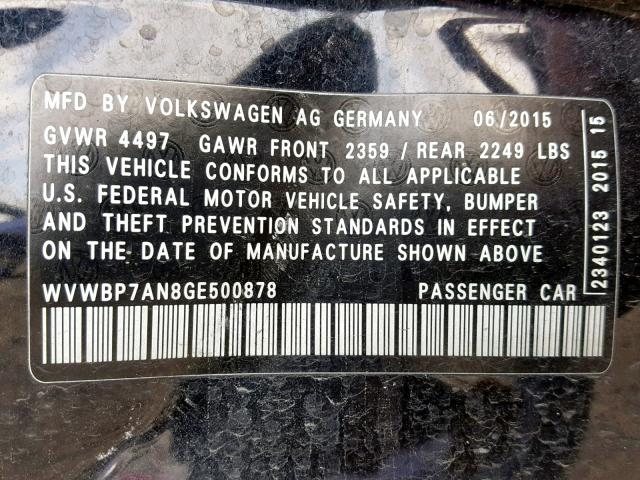 MFD BY VOLKSWAGEN AG GERMANY 06/2015
GVWR 4497 GAWR FRONT 2359 / REAR 2249 LBS
THIS VEHICLE CONFORMS TO ALL APPLICABLE
U.S. FEDERAL MOTOR VEHICLE SAFETY, BUMPER
AND THEFT PREVENTION STANDARDS IN EFFECT
ON THE DATE OF MANUFACTURE SHOWN ABOVE
WVWBP7AN8GE500878 PASSENGER CAR
2340123 2015 15